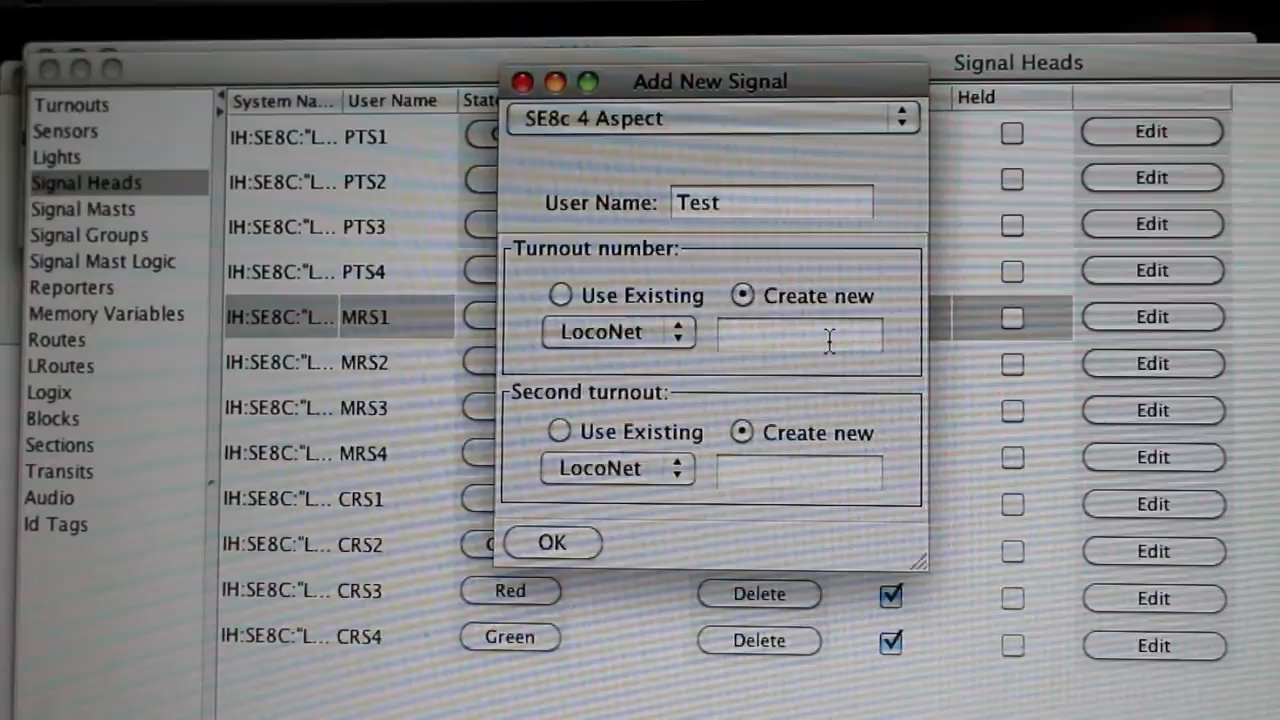 Signal Heads
Add New Signal
Turnouts
Sensors
Lights
Signal Heads
Signal Masts
Signal Groups
Signal Mast Logic
Reporters
Memory Variables
Routes
LRoutes
Logix
Blocks
Sections
Transits
Audio
Id Tags
System Na... User Name Held
IH:SE8C:"L... PTS1 Edit
IH:SE8C:"L... PTS2 Edit
IH:SE8C:"L... PTS3 Edit
IH:SE8C:"L... PTS4 Edit
IH:SE8C:"L... MRS1 Edit
IH:SE8C:"L... MRS2 Edit
IH:SE8C:"L... MRS3 Edit
IH:SE8C:"L... MRS4 Edit
IH:SE8C:"L... CRS1 Edit
IH:SE8C:"L... CRS2 Edit
IH:SE8C:"L... CRS3 Red Delete Edit
IH:SE8C:"L... CRS4 Green Delete Edit
SE8c 4 Aspect
User Name: Test
Turnout number:
Use Existing Create new
LocoNet
Second turnout:
Use Existing Create new
LocoNet
OK